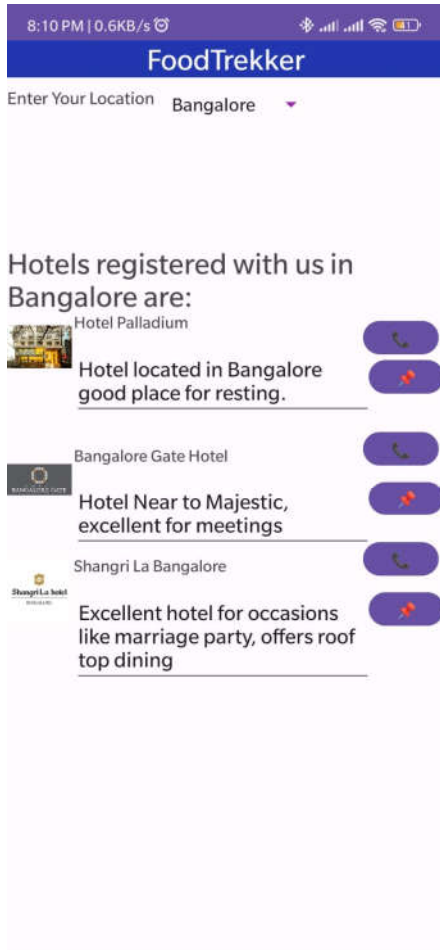 8:10 PM | 0.6KB/s
FoodTrekker
Enter Your Location
Bangalore
Hotels registered with us in
Bangalore are:
Hotel Palladium
Hotel located in Bangalore
good place for resting.
Bangalore Gate Hotel
BANGALORE GATE
Hotel Near to Majestic,
excellent for meetings
Shangri La Bangalore
Shangri-La hotel
BENGALURU
Excellent hotel for occasions
like marriage party, offers roof
top dining